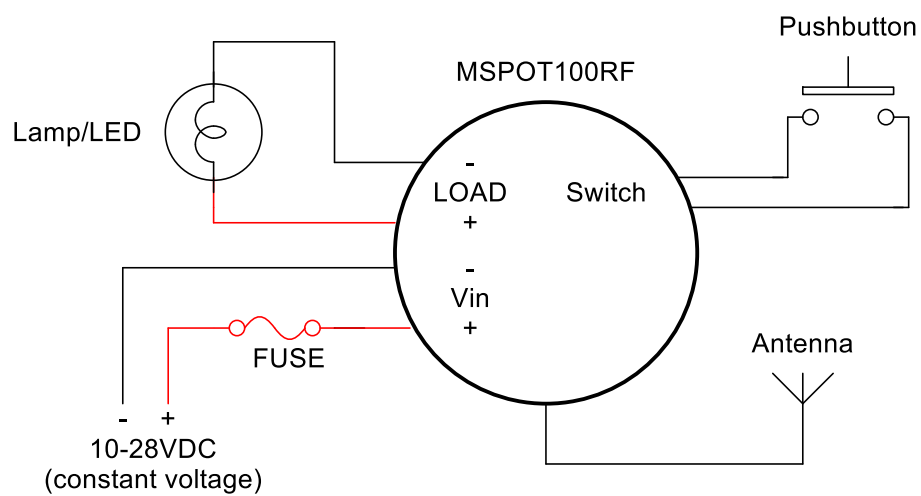 Pushbutton
MSPOT100RF
Lamp/LED
-
LOAD
+
Switch
-
Vin
+
FUSE
Antenna
- +
10-28VDC
(constant voltage)